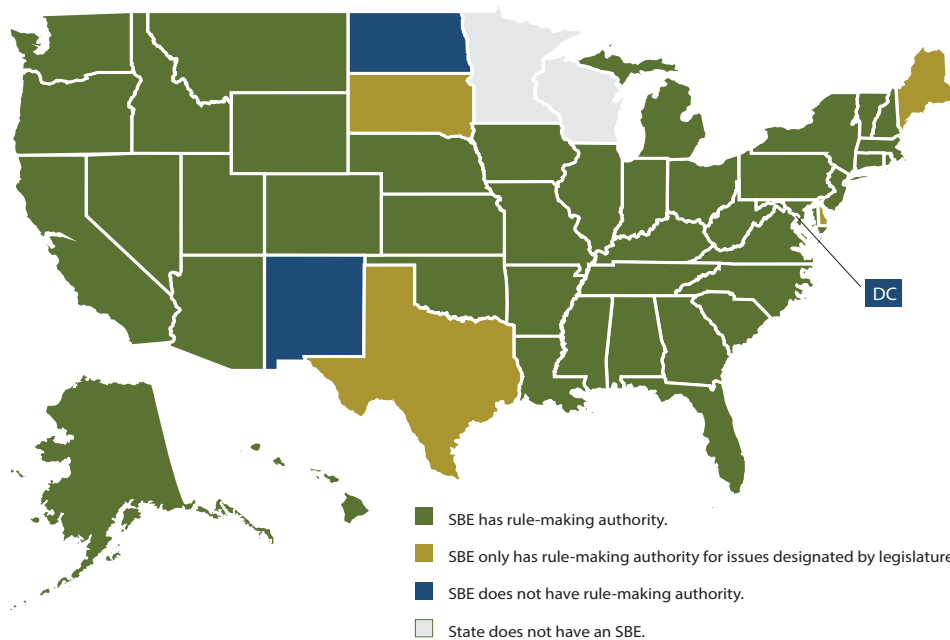 DC
SBE has rule-making authority.
SBE only has rule-making authority for issues designated by legislature
SBE does not have rule-making authority.
State does not have an SBE.